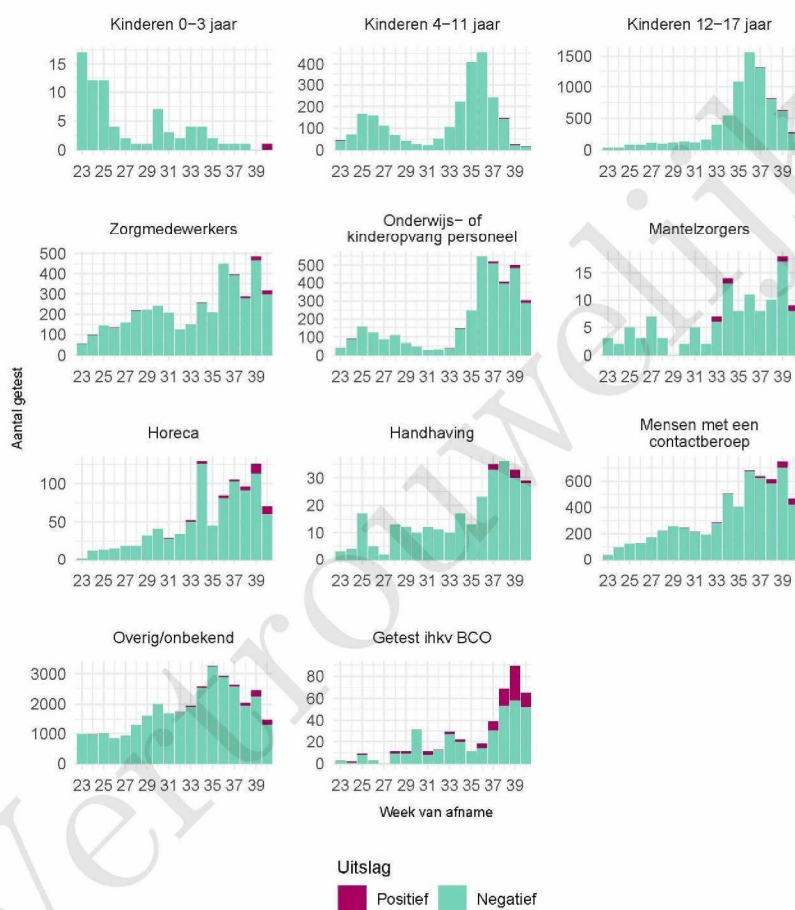 Kinderen 0−3 jaar
Kinderen 4−11 jaar
Kinderen 12−17 jaar
15
10
5
0
400
300
200
100
0
1500
1000
500
0
23 25 27 29 31 33 35 37 39
23 25 27 29 31 33 35 37 39
23 25 27 29 31 33 35 37 39
Zorgmedewerkers
Onderwijs− of
kinderopvang personeel
Mantelzorgers
500
400
300
200
100
0
500
400
300
200
100
0
15
10
5
0
23 25 27 29 31 33 35 37 39
23 25 27 29 31 33 35 37 39
23 25 27 29 31 33 35 37 39
Aantal getest
Horeca
Handhaving
Mensen met een
contactberoep
100
50
0
30
20
10
0
600
400
200
0
23 25 27 29 31 33 35 37 39
23 25 27 29 31 33 35 37 39
23 25 27 29 31 33 35 37 39
Overig/onbekend
Getest ihkv BCO
3000
2000
1000
0
80
60
40
20
0
23 25 27 29 31 33 35 37 39
23 25 27 29 31 33 35 37 39
Week van afname
Uitslag
Positief
Negatief
Vertrouwelijk